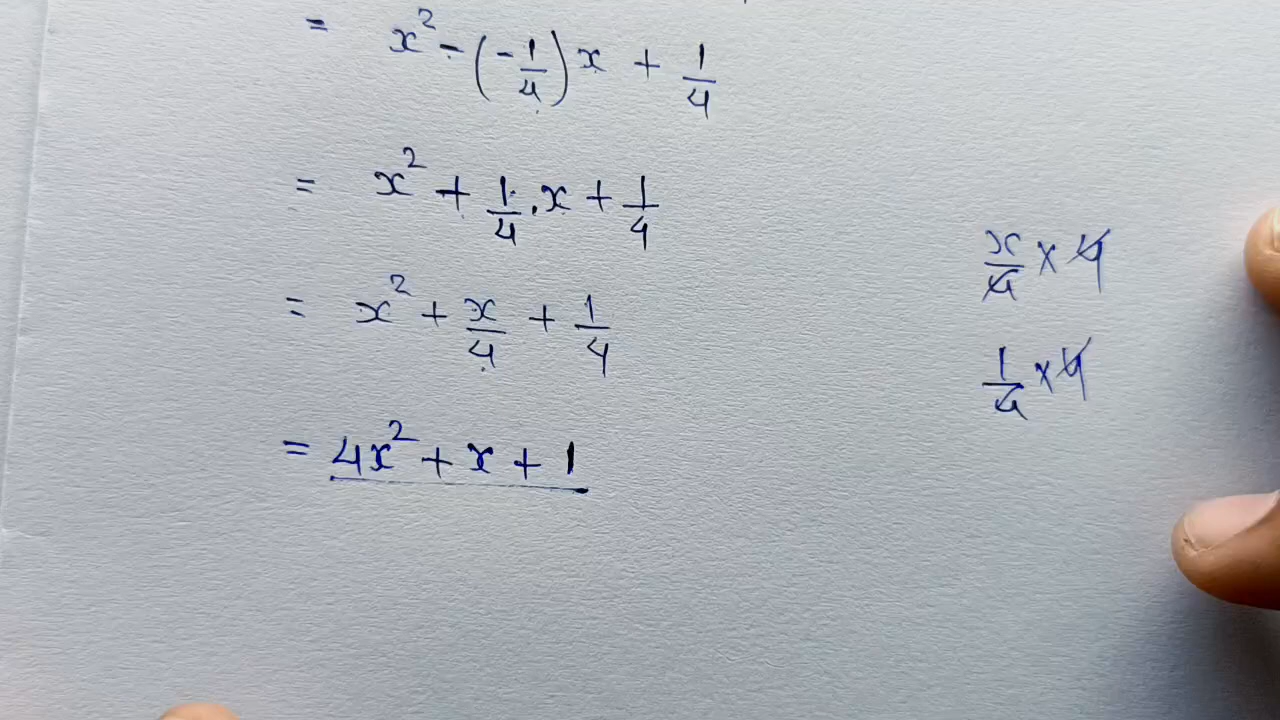 = x² - (-1/4)x + 1/4
= x² + 1/4 . x + 1/4
= x² + x/4 + 1/4
= 4x² + x + 1
x/4 × 4
1/4 × 4